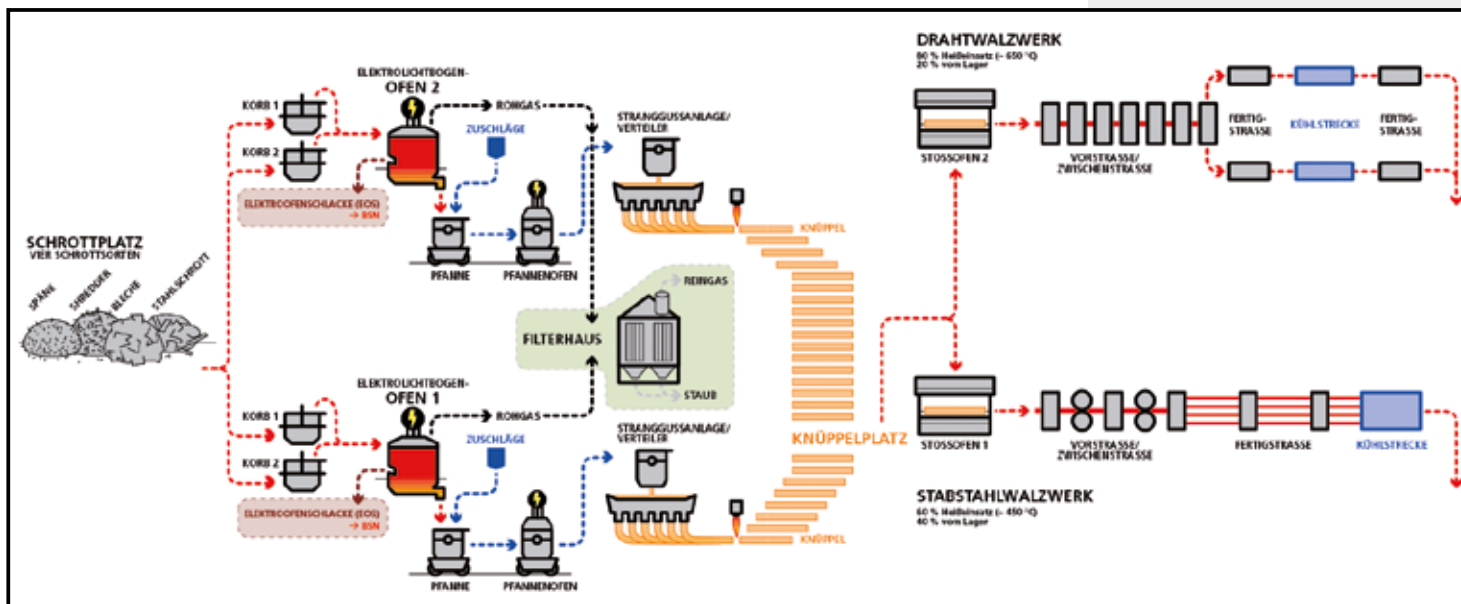 SCHROTTPLATZ
VIER SCHROTTSORTEN
SPÄNE
SHREDDER
BLECHE
STAHLSCHROTT
KORB 1
KORB 2
ELEKTROLICHTBOGEN-
OFEN 2
ROHGAS
ZUSCHLÄGE
ELEKTROOFENSCHLACKE (EOS)
→ BSN
PFANNE
PFANNENOFEN
STRANGGUSSANLAGE/
VERTEILER
KNÜPPEL
FILTERHAUS
REINGAS
STAUB
KORB 1
KORB 2
ELEKTROLICHTBOGEN-
OFEN 1
ROHGAS
ZUSCHLÄGE
ELEKTROOFENSCHLACKE (EOS)
→ BSN
PFANNE
PFANNENOFEN
STRANGGUSSANLAGE/
VERTEILER
KNÜPPEL
KNÜPPELPLATZ
DRAHTWALZWERK
80 % Heißeinsatz (~ 650 °C)
20 % vom Lager
STOSSOFEN 2
VORSTRASSE/
ZWISCHENSTRASSE
FERTIG-
STRASSE
KÜHLSTRECKE
FERTIG-
STRASSE
STOSSOFEN 1
VORSTRASSE/
ZWISCHENSTRASSE
FERTIGSTRASSE
KÜHLSTRECKE
STABSTAHLWALZWERK
60 % Heißeinsatz (~ 450 °C)
40 % vom Lager